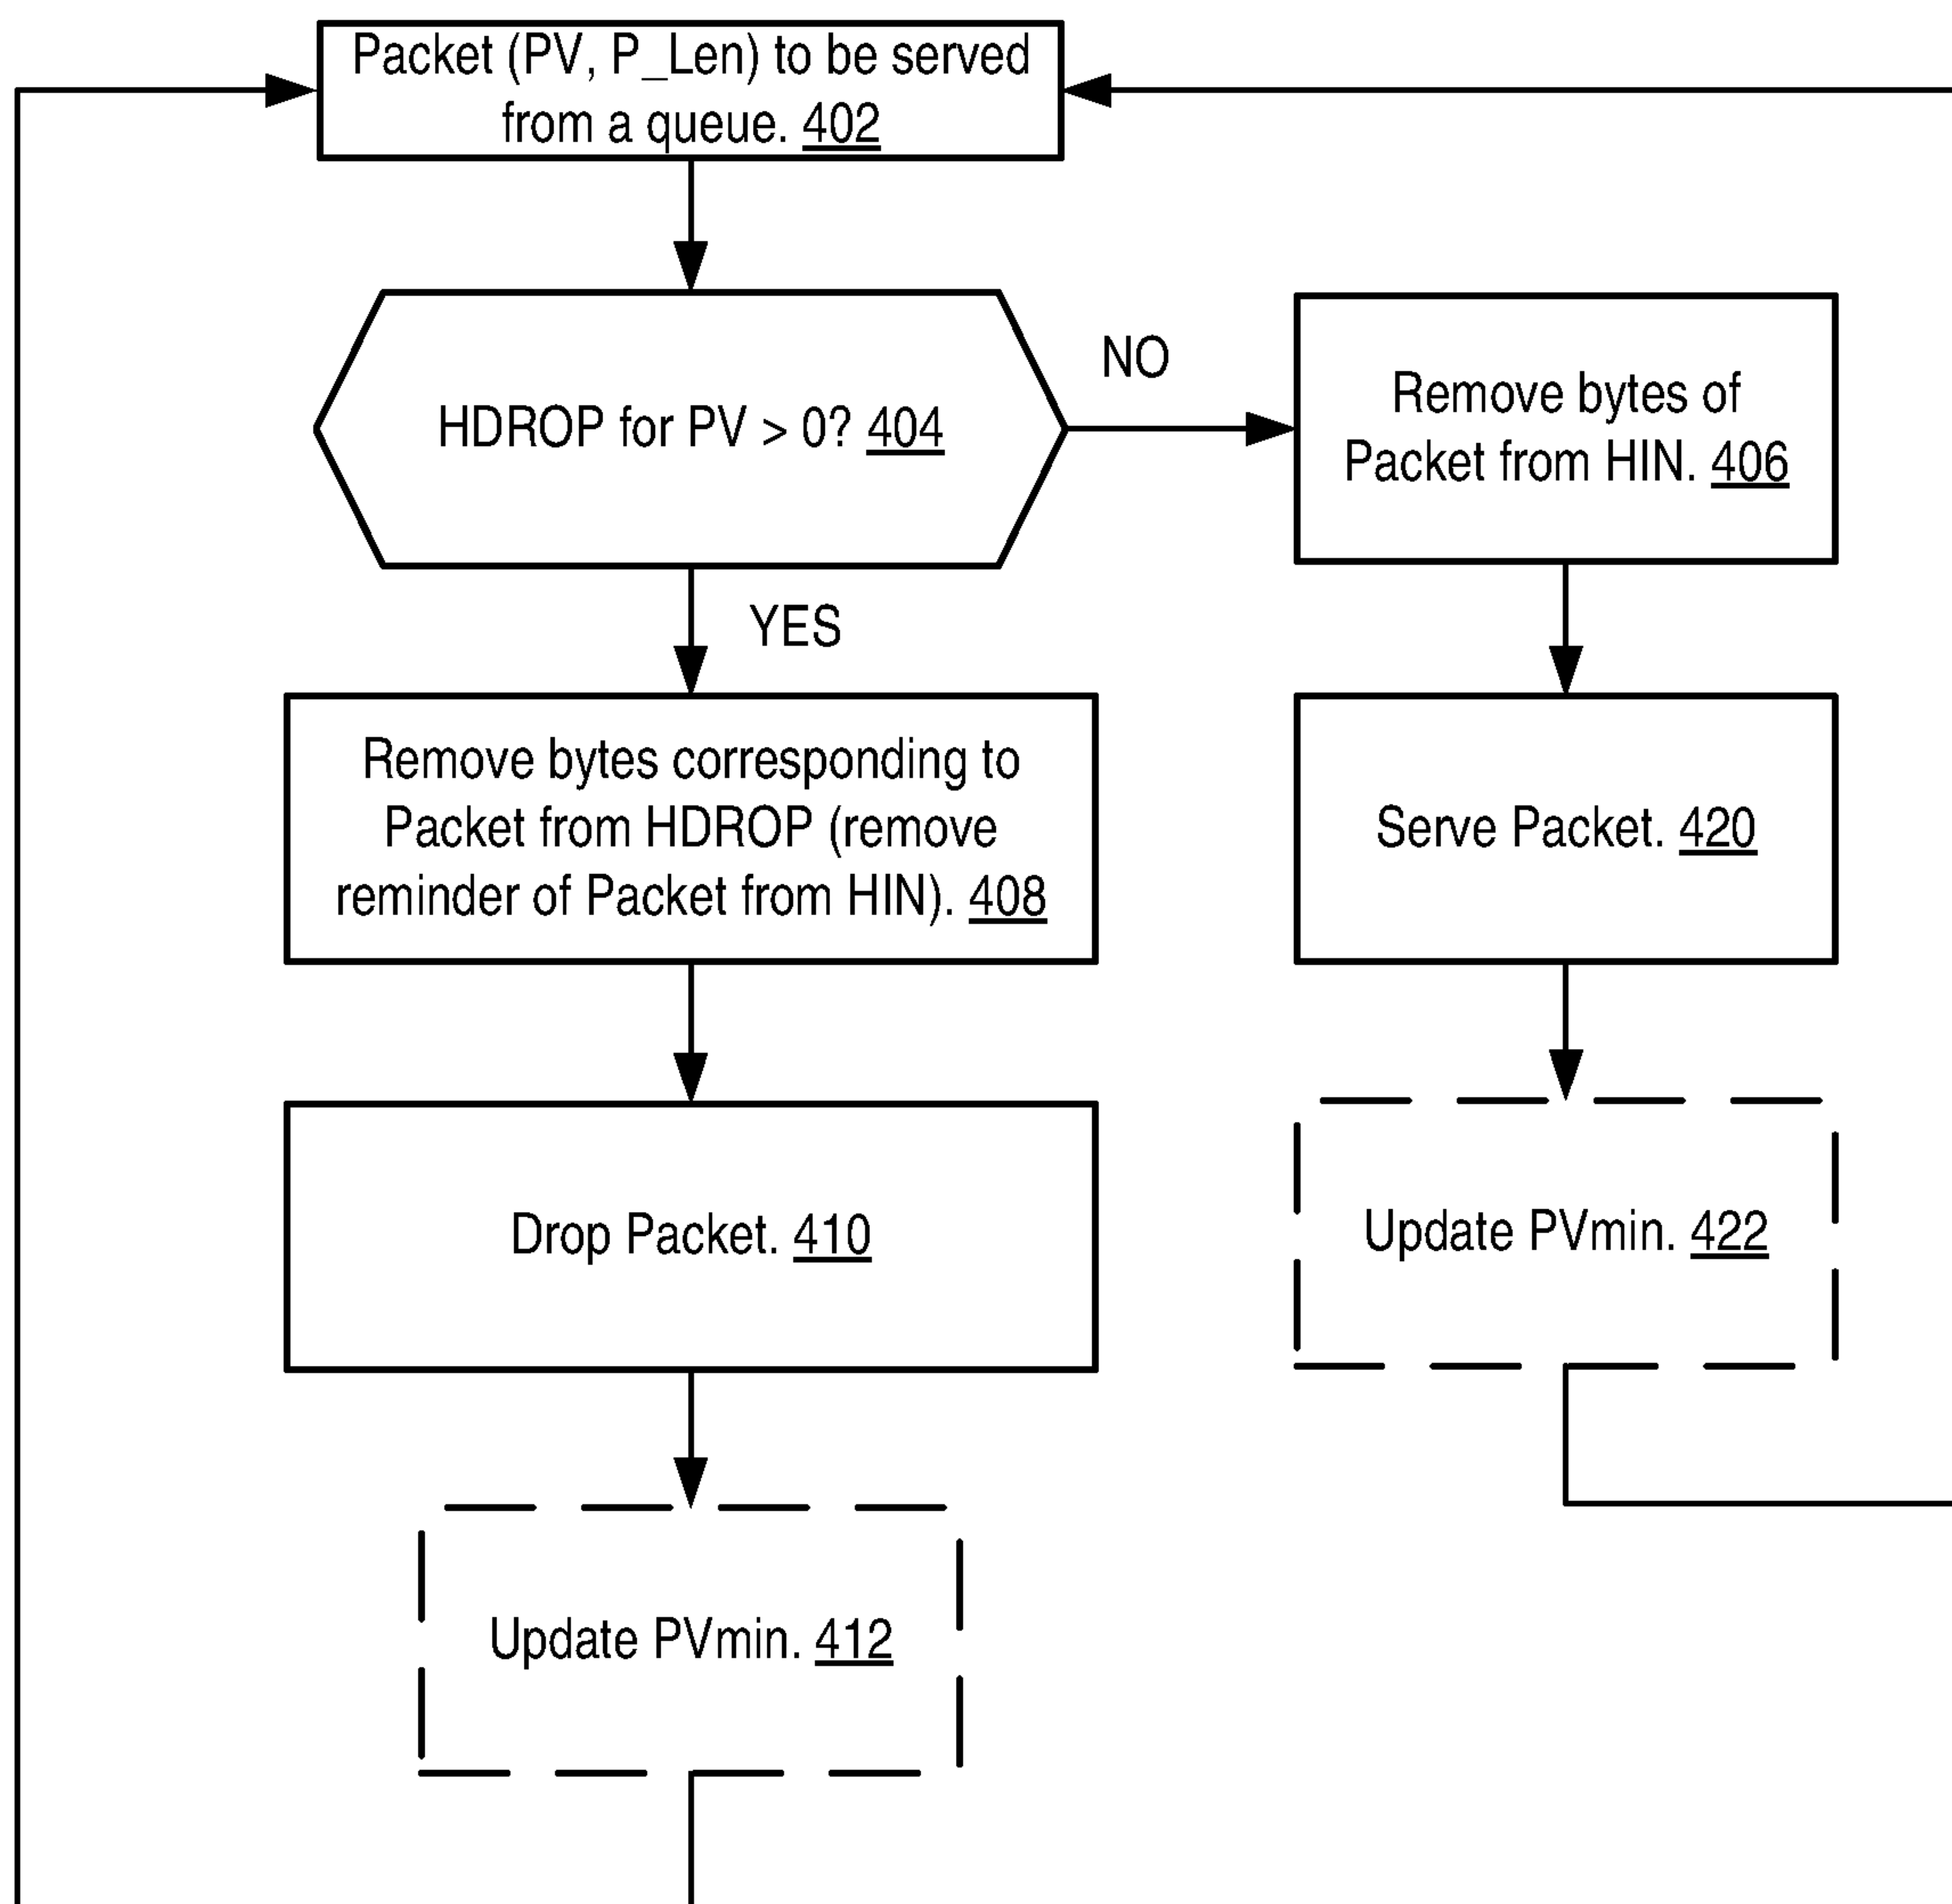 Packet (PV, P_Len) to be served
from a queue. 402
HDROP for PV > 0? 404
NO
Remove bytes of
Packet from HIN. 406
YES
Remove bytes corresponding to
Packet from HDROP (remove
reminder of Packet from HIN). 408
Serve Packet. 420
Drop Packet. 410
Update PVmin. 422
Update PVmin. 412